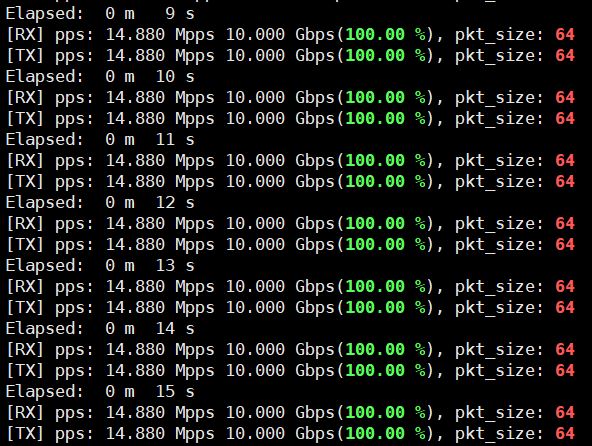 Elapsed:  0 m   9 s
[RX] pps: 14.880 Mpps 10.000 Gbps(100.00 %), pkt_size: 64
[TX] pps: 14.880 Mpps 10.000 Gbps(100.00 %), pkt_size: 64
Elapsed:  0 m  10 s
[RX] pps: 14.880 Mpps 10.000 Gbps(100.00 %), pkt_size: 64
[TX] pps: 14.880 Mpps 10.000 Gbps(100.00 %), pkt_size: 64
Elapsed:  0 m  11 s
[RX] pps: 14.880 Mpps 10.000 Gbps(100.00 %), pkt_size: 64
[TX] pps: 14.880 Mpps 10.000 Gbps(100.00 %), pkt_size: 64
Elapsed:  0 m  12 s
[RX] pps: 14.880 Mpps 10.000 Gbps(100.00 %), pkt_size: 64
[TX] pps: 14.880 Mpps 10.000 Gbps(100.00 %), pkt_size: 64
Elapsed:  0 m  13 s
[RX] pps: 14.880 Mpps 10.000 Gbps(100.00 %), pkt_size: 64
[TX] pps: 14.880 Mpps 10.000 Gbps(100.00 %), pkt_size: 64
Elapsed:  0 m  14 s
[RX] pps: 14.880 Mpps 10.000 Gbps(100.00 %), pkt_size: 64
[TX] pps: 14.880 Mpps 10.000 Gbps(100.00 %), pkt_size: 64
Elapsed:  0 m  15 s
[RX] pps: 14.880 Mpps 10.000 Gbps(100.00 %), pkt_size: 64
[TX] pps: 14.880 Mpps 10.000 Gbps(100.00 %), pkt_size: 64